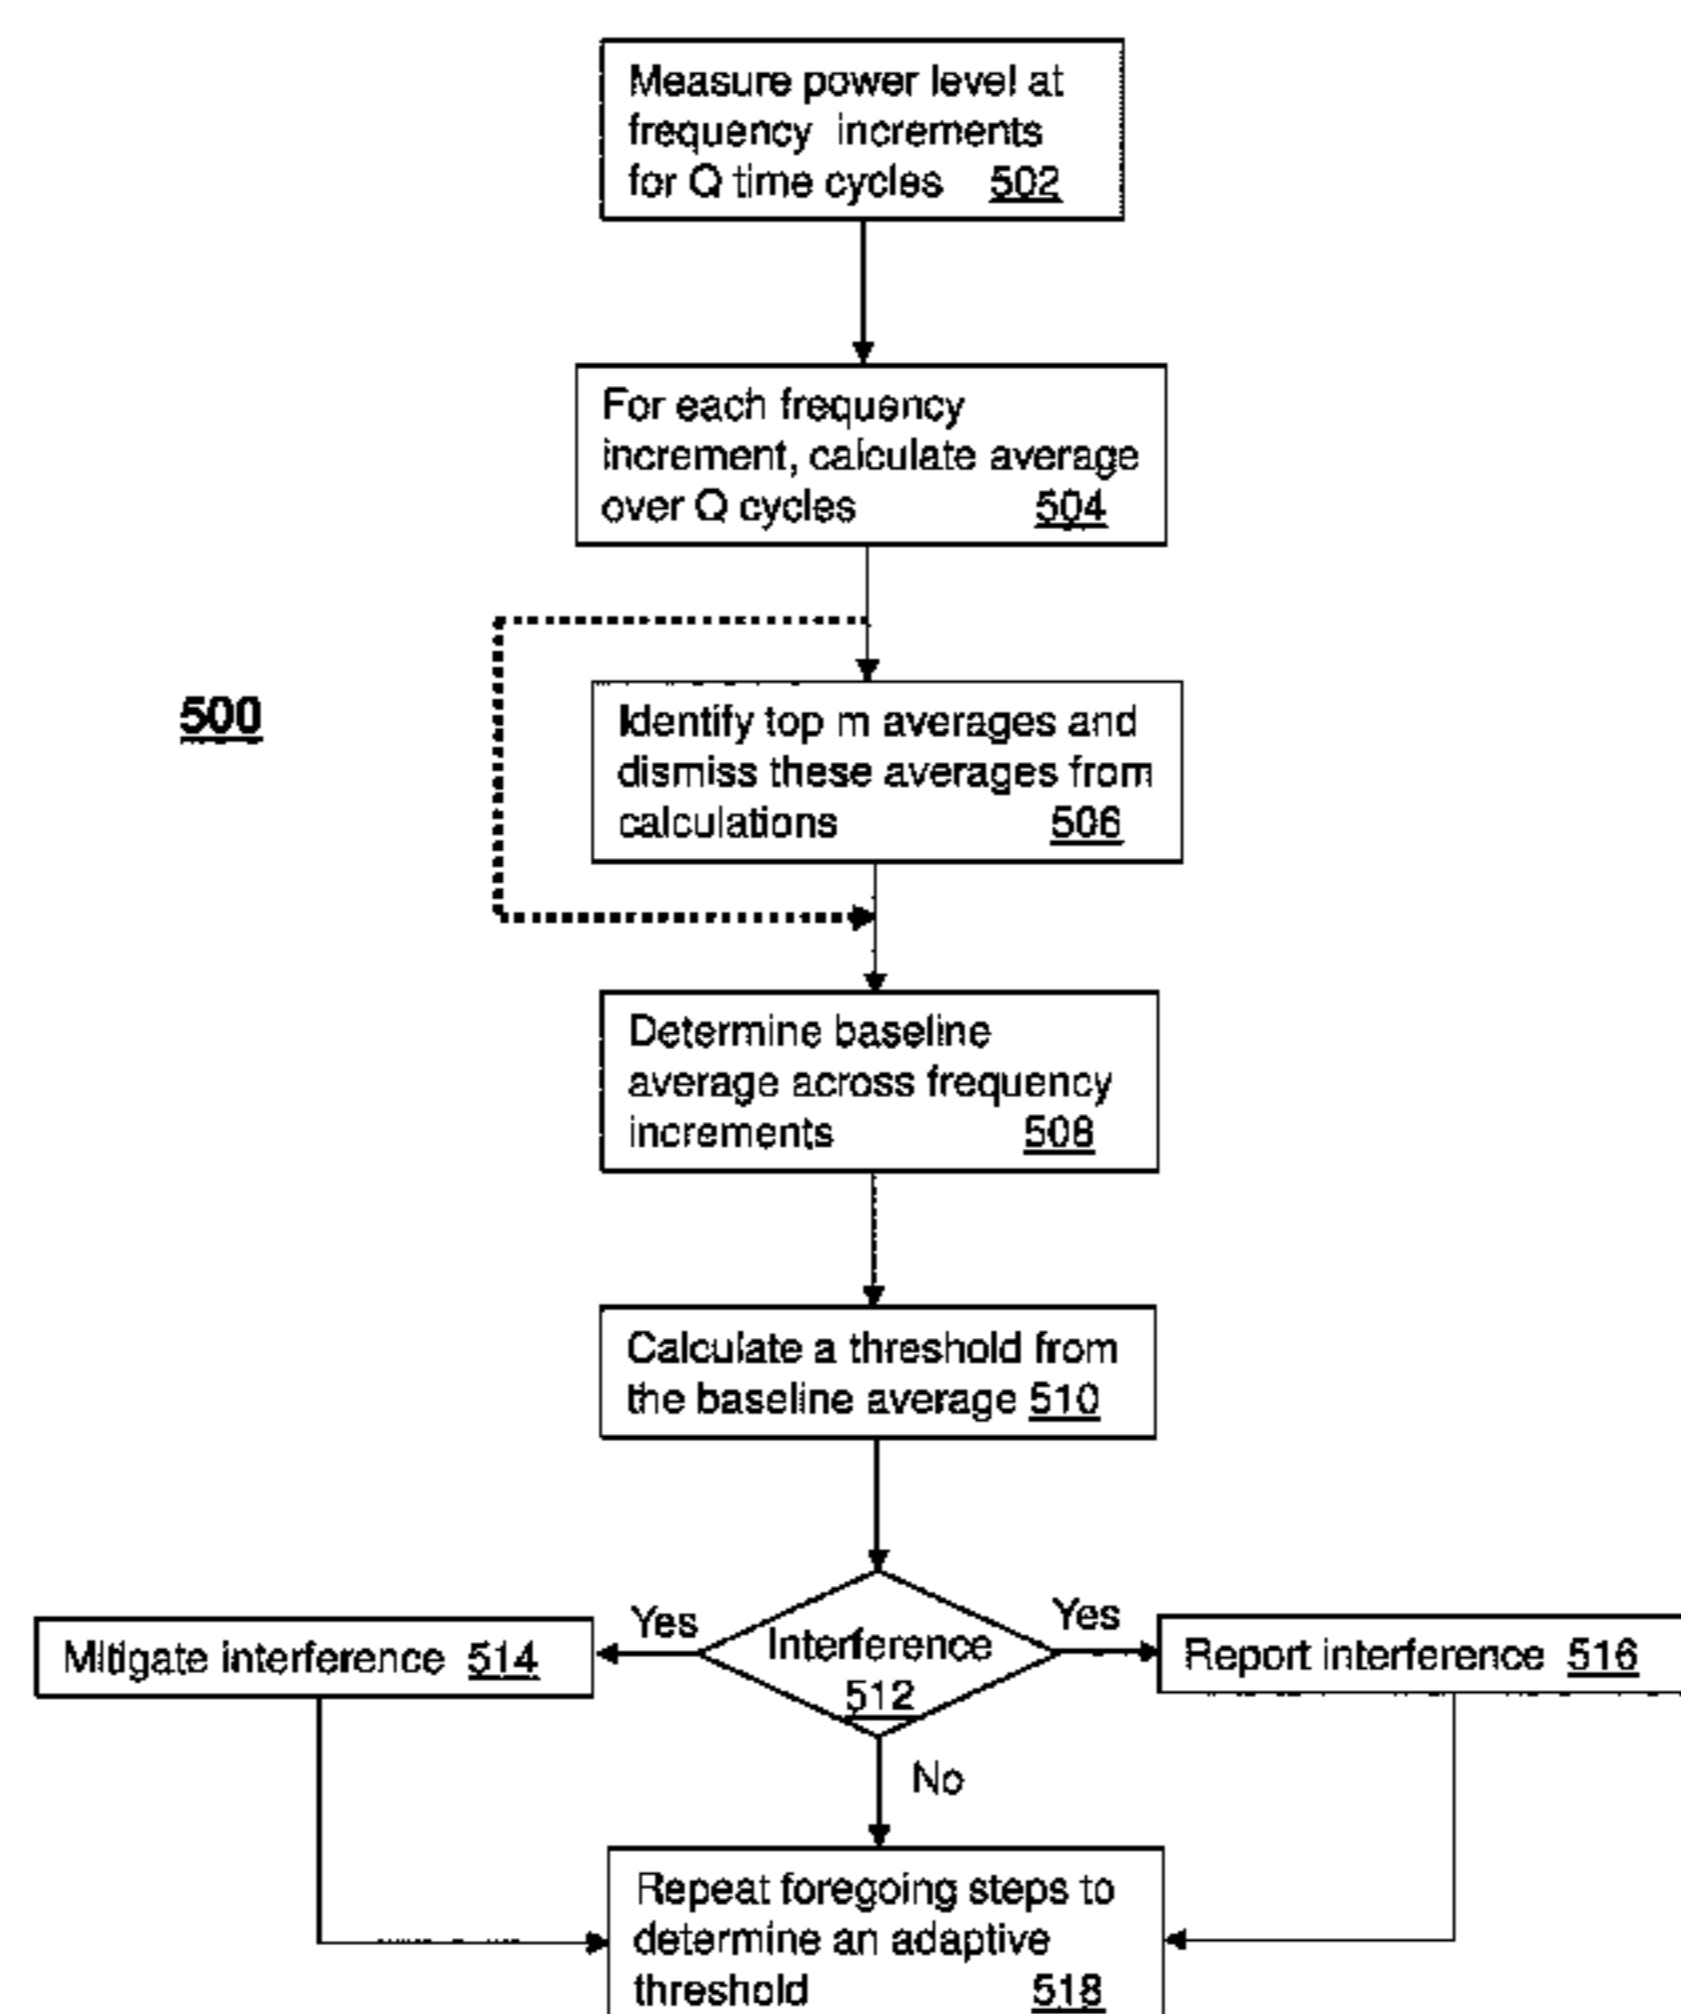 Measure power level at
frequency increments
for Q time cycles 502
For each frequency
increment, calculate average
over Q cycles 504
500
Identify top m averages and
dismiss these averages from
calculations 506
Determine baseline
average across frequency
increments 508
Calculate a threshold from
the baseline average 510
Yes
Yes
Mitigate interference 514
Interference
512
Report interference 516
No
Repeat foregoing steps to
determine an adaptive
threshold 518